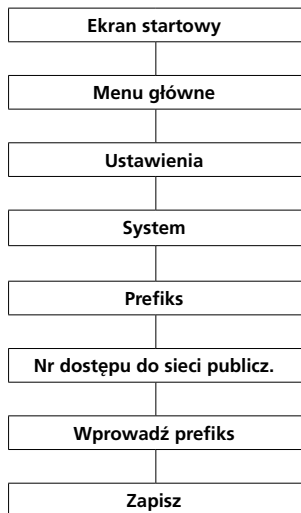 Ekran startowy
Menu główne
Ustawienia
System
Prefiks
Nr dostępu do sieci publicz.
Wprowadź prefiks
Zapisz